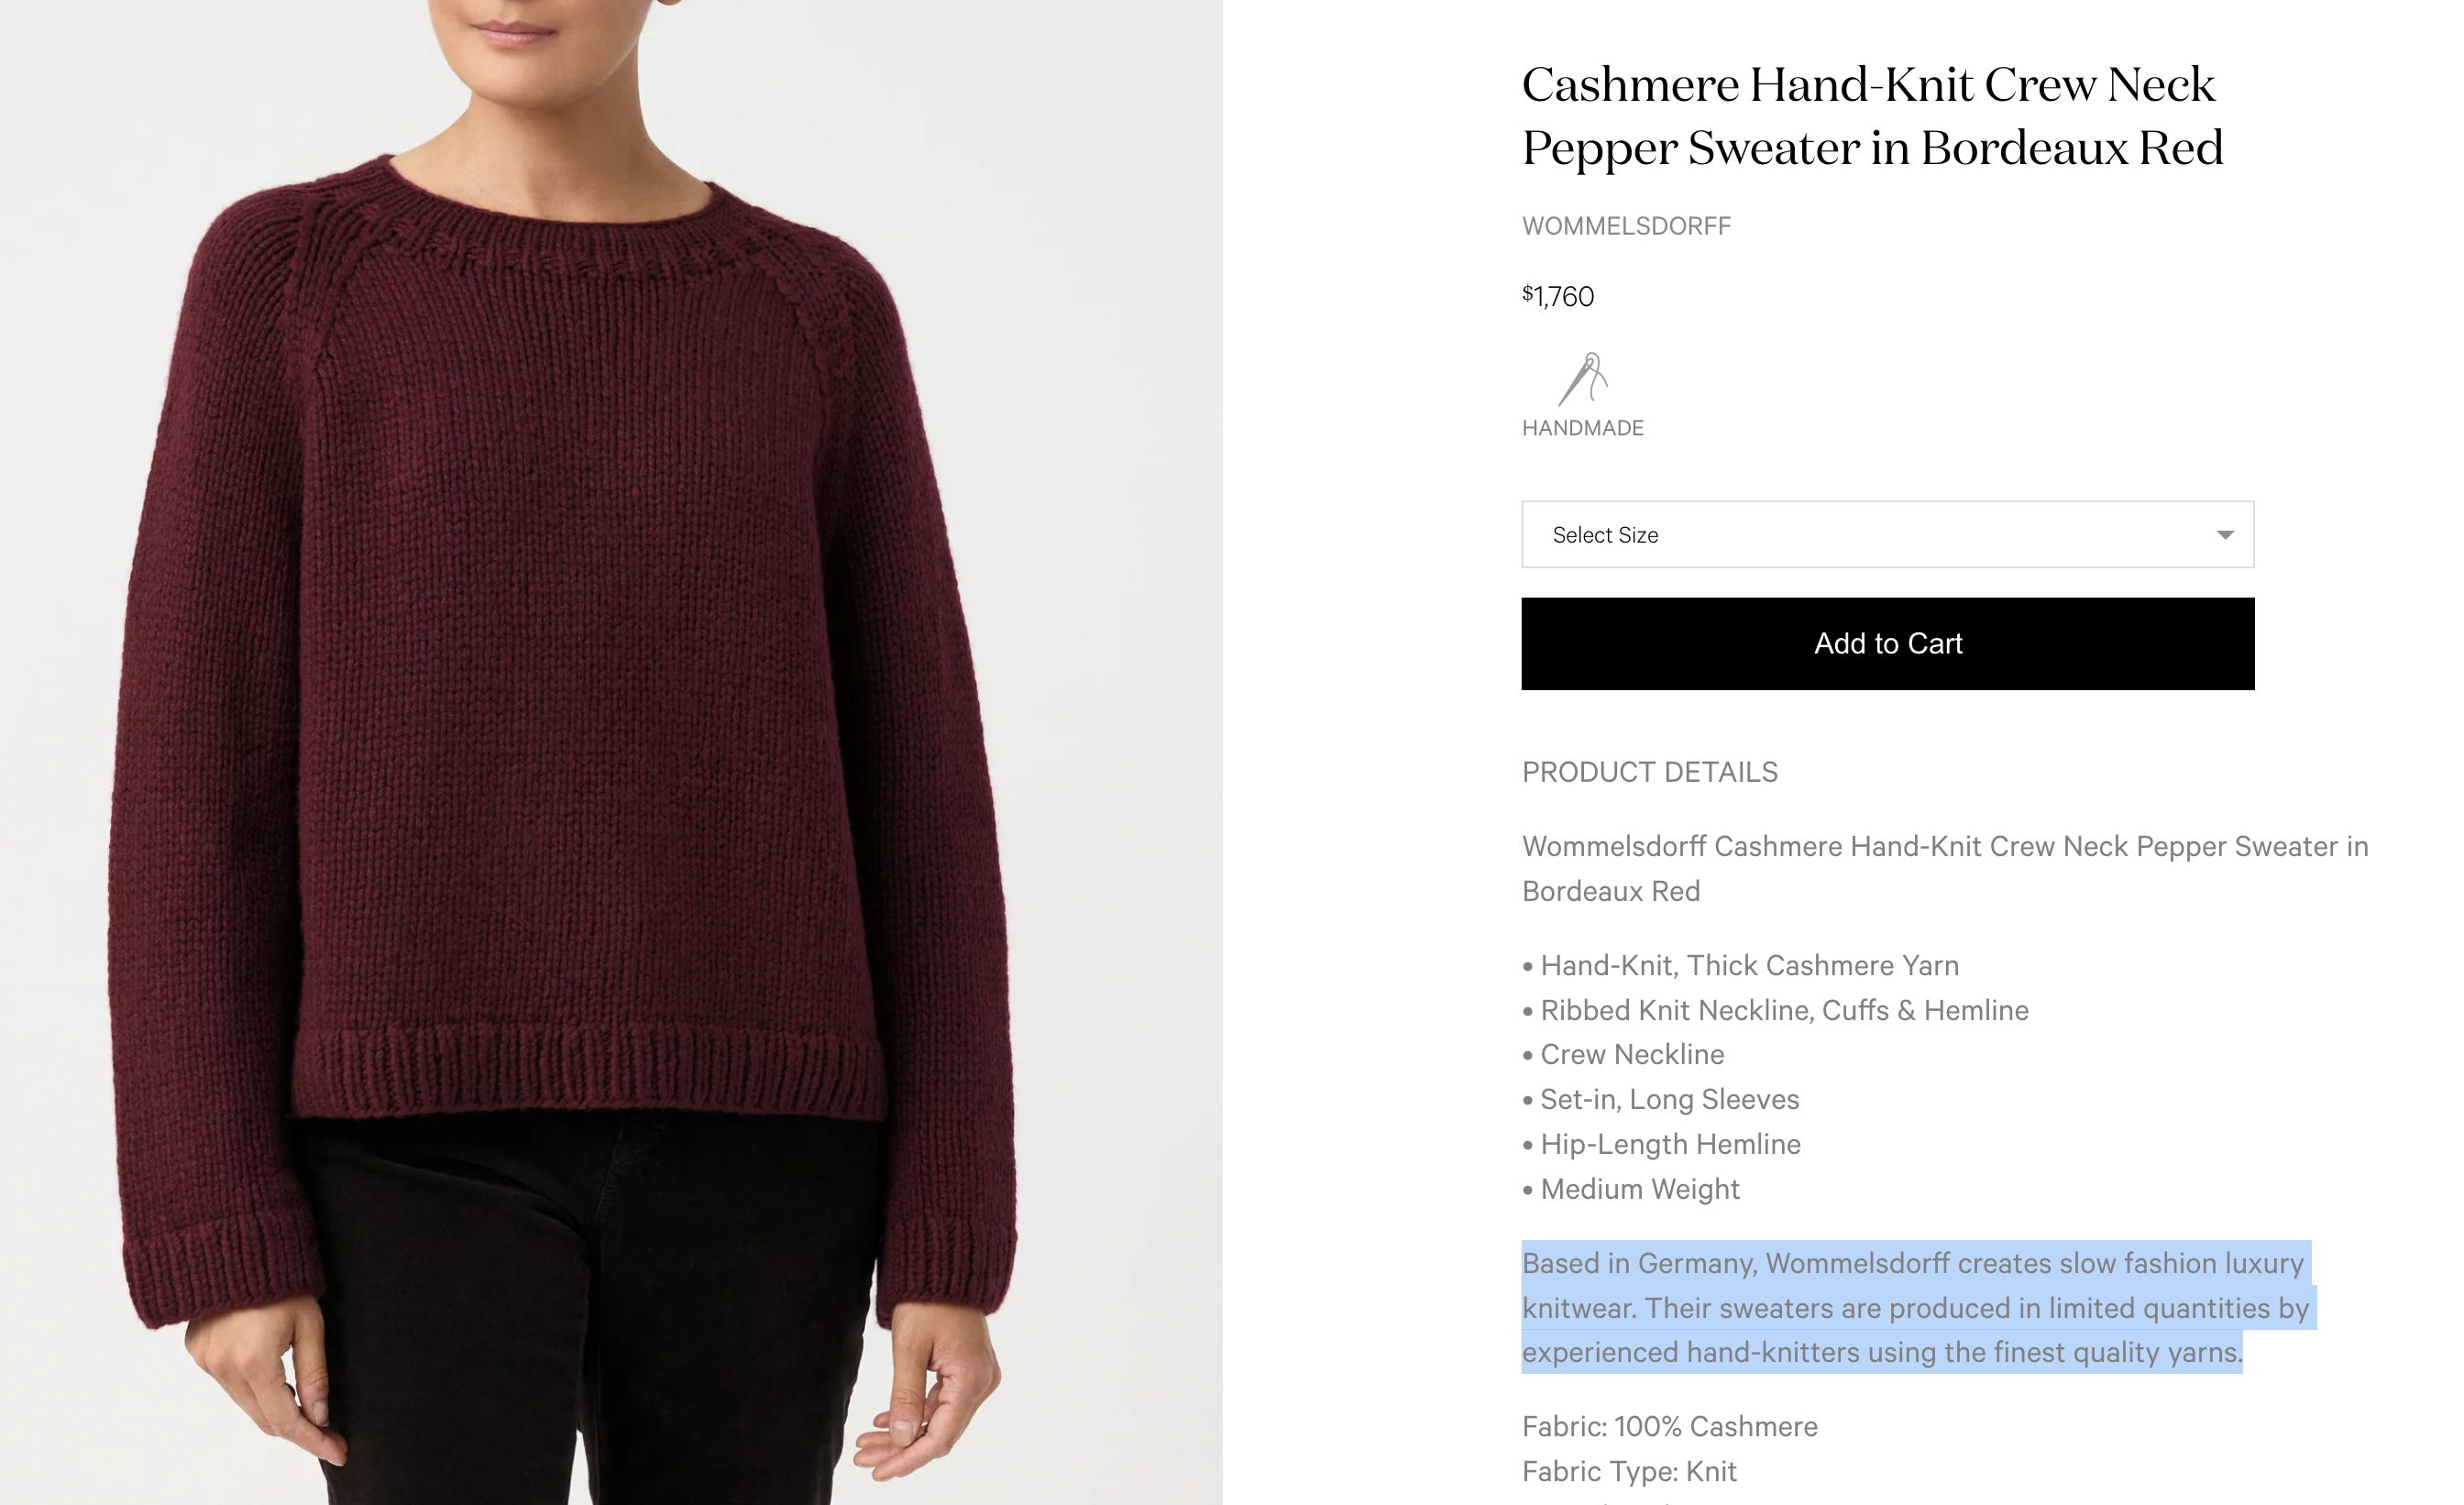 Cashmere Hand-Knit Crew Neck
Pepper Sweater in Bordeaux Red
WOMMELSDORFF
$1,760
HANDMADE
Select Size
Add to Cart
PRODUCT DETAILS
Wommelsdorff Cashmere Hand-Knit Crew Neck Pepper Sweater in
Bordeaux Red
• Hand-Knit, Thick Cashmere Yarn
• Ribbed Knit Neckline, Cuffs & Hemline
• Crew Neckline
• Set-in, Long Sleeves
• Hip-Length Hemline
• Medium Weight
Based in Germany, Wommelsdorff creates slow fashion luxury
knitwear. Their sweaters are produced in limited quantities by
experienced hand-knitters using the finest quality yarns.
Fabric: 100% Cashmere
Fabric Type: Knit